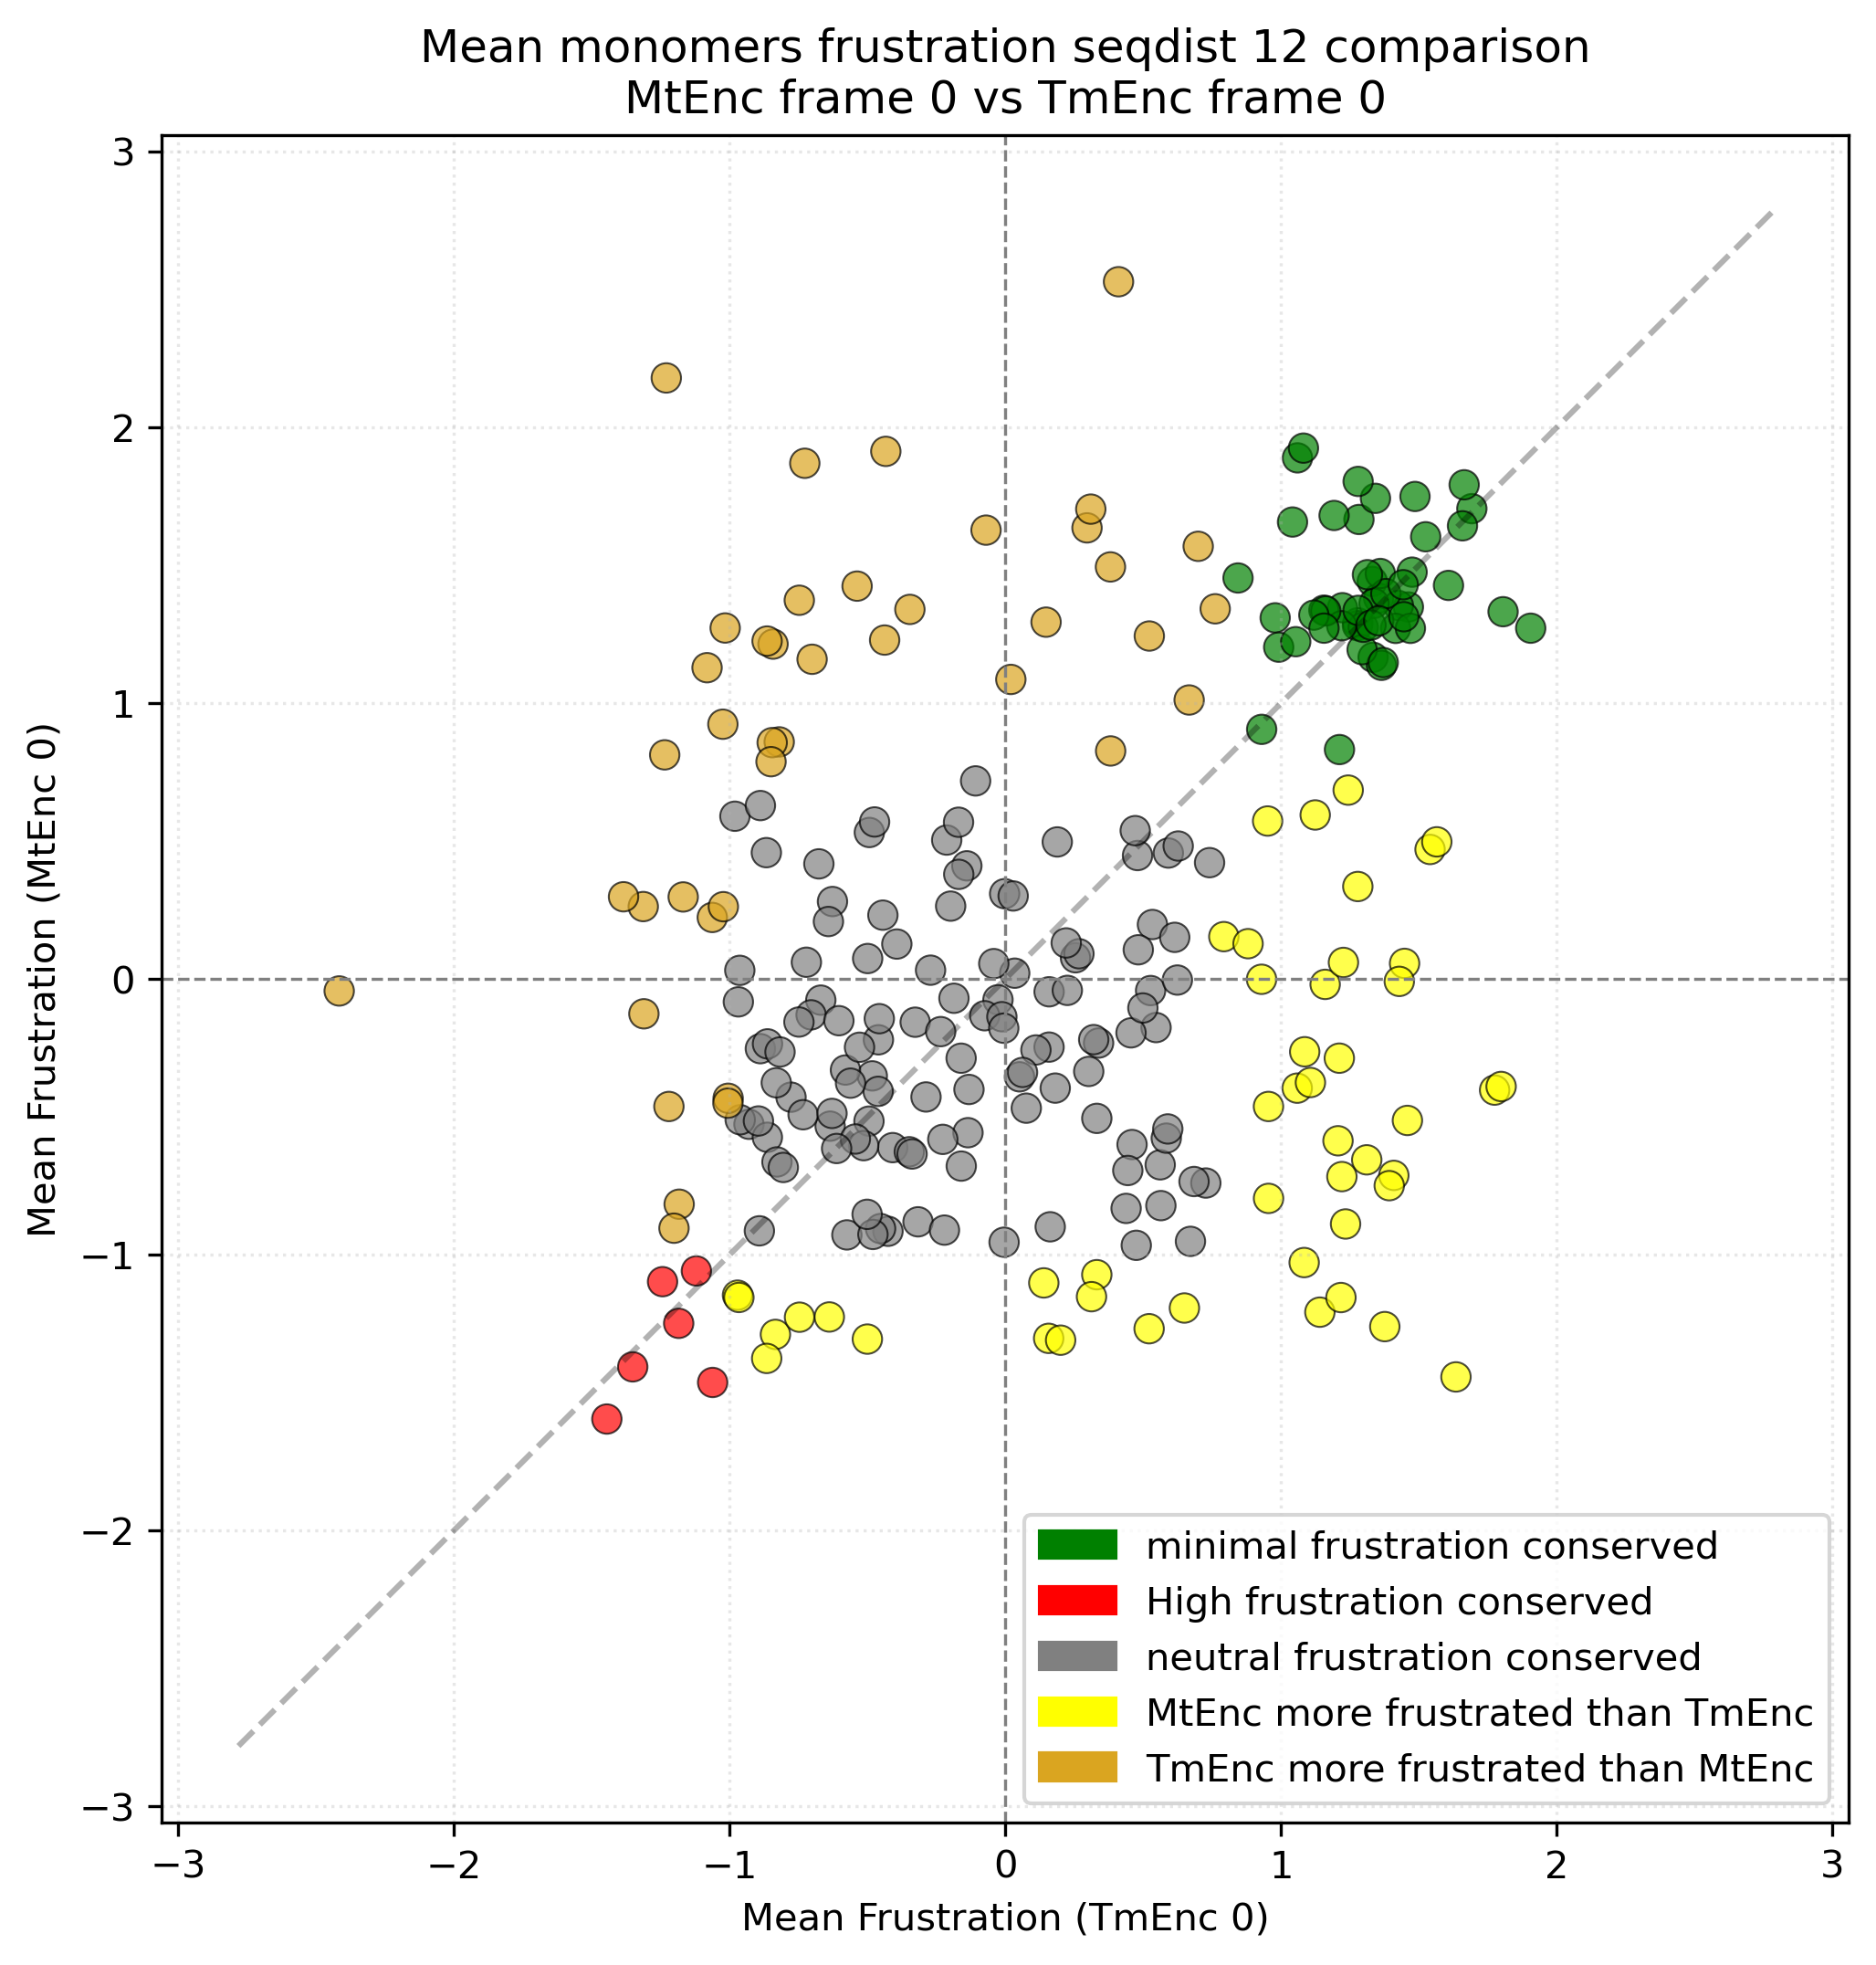 Mean monomers frustration seqdist 12 comparison
MtEnc frame 0 vs TmEnc frame 0
Mean Frustration (MtEnc 0)
3
2
1
0
−1
−2
−3
minimal frustration conserved
High frustration conserved
neutral frustration conserved
MtEnc more frustrated than TmEnc
TmEnc more frustrated than MtEnc
−3 −2 −1 0 1 2 3
Mean Frustration (TmEnc 0)